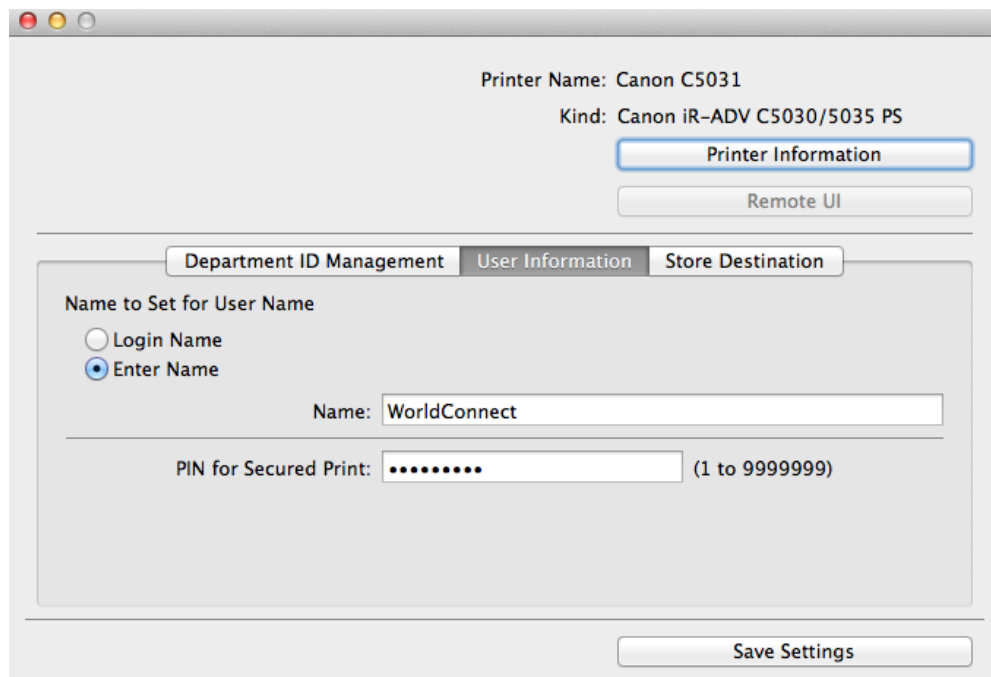 Printer Name: Canon C5031
Kind: Canon iR-ADV C5030/5035 PS
Printer Information
Remote UI
Department ID Management User Information Store Destination
Name to Set for User Name
Login Name
Enter Name
Name: WorldConnect
PIN for Secured Print: ••••••••• (1 to 9999999)
Save Settings